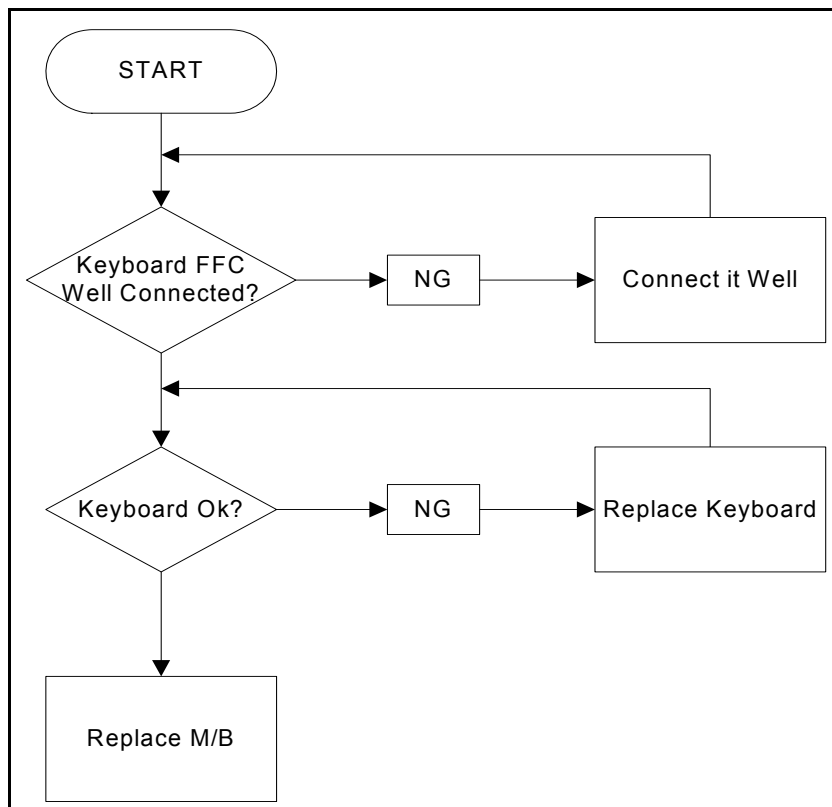 START
Keyboard FFC
Well Connected?
NG
Connect it Well
Keyboard Ok?
NG
Replace Keyboard
Replace M/B